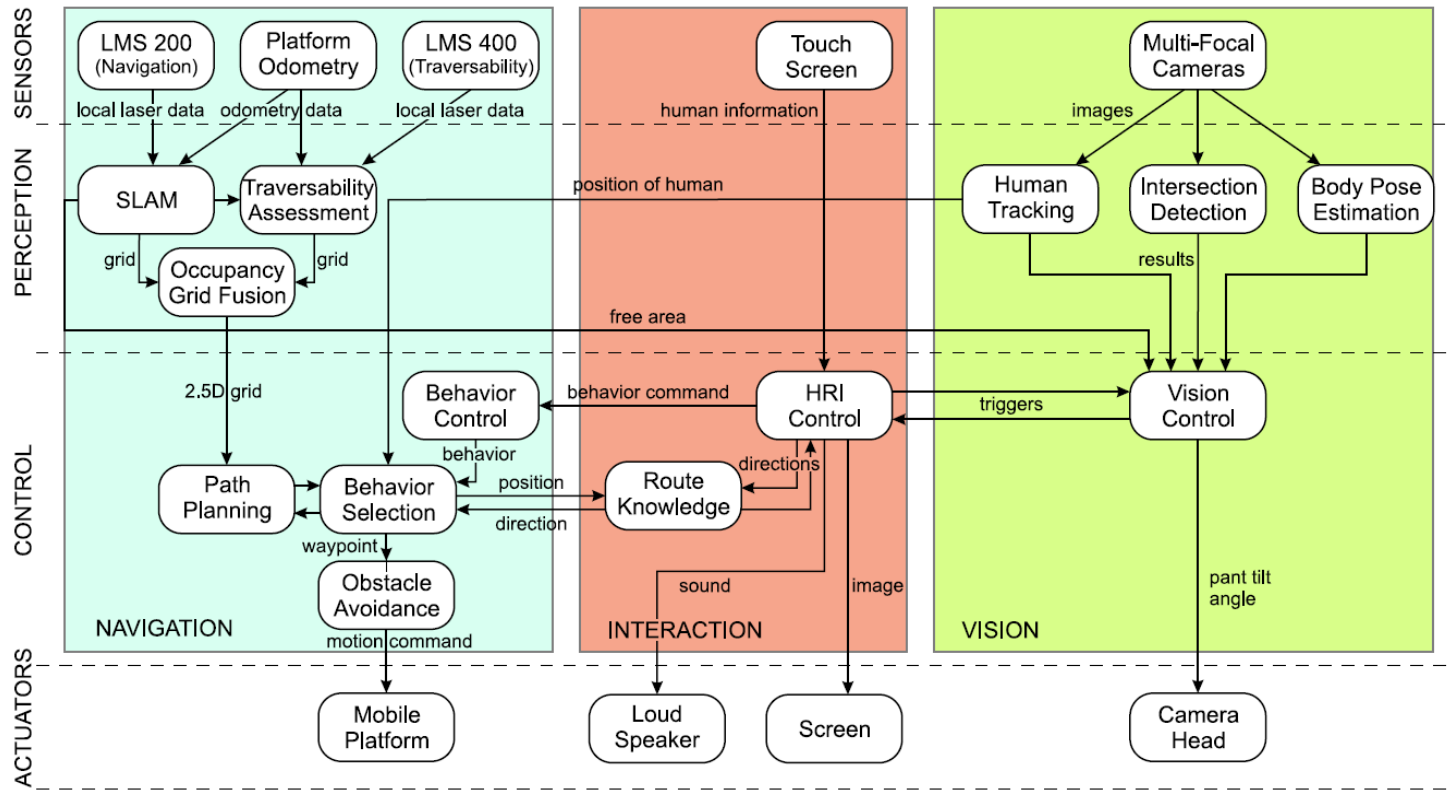 SENSORS
LMS 200
(Navigation)
Platform
Odometry
LMS 400
(Traversability)
Touch
Screen
Multi-Focal
Cameras
local laser data
odometry data
local laser data
human information
images
PERCEPTION
SLAM
Traversability
Assessment
position of human
Human
Tracking
Intersection
Detection
Body Pose
Estimation
grid
grid
Occupancy
Grid Fusion
results
free area
CONTROL
2.5D grid
Behavior
Control
behavior command
HRI
Control
triggers
Vision
Control
behavior
directions
Path
Planning
Behavior
Selection
position
direction
Route
Knowledge
waypoint
Obstacle
Avoidance
sound
image
pant tilt
angle
NAVIGATION
INTERACTION
VISION
motion command
ACTUATORS
Mobile
Platform
Loud
Speaker
Screen
Camera
Head